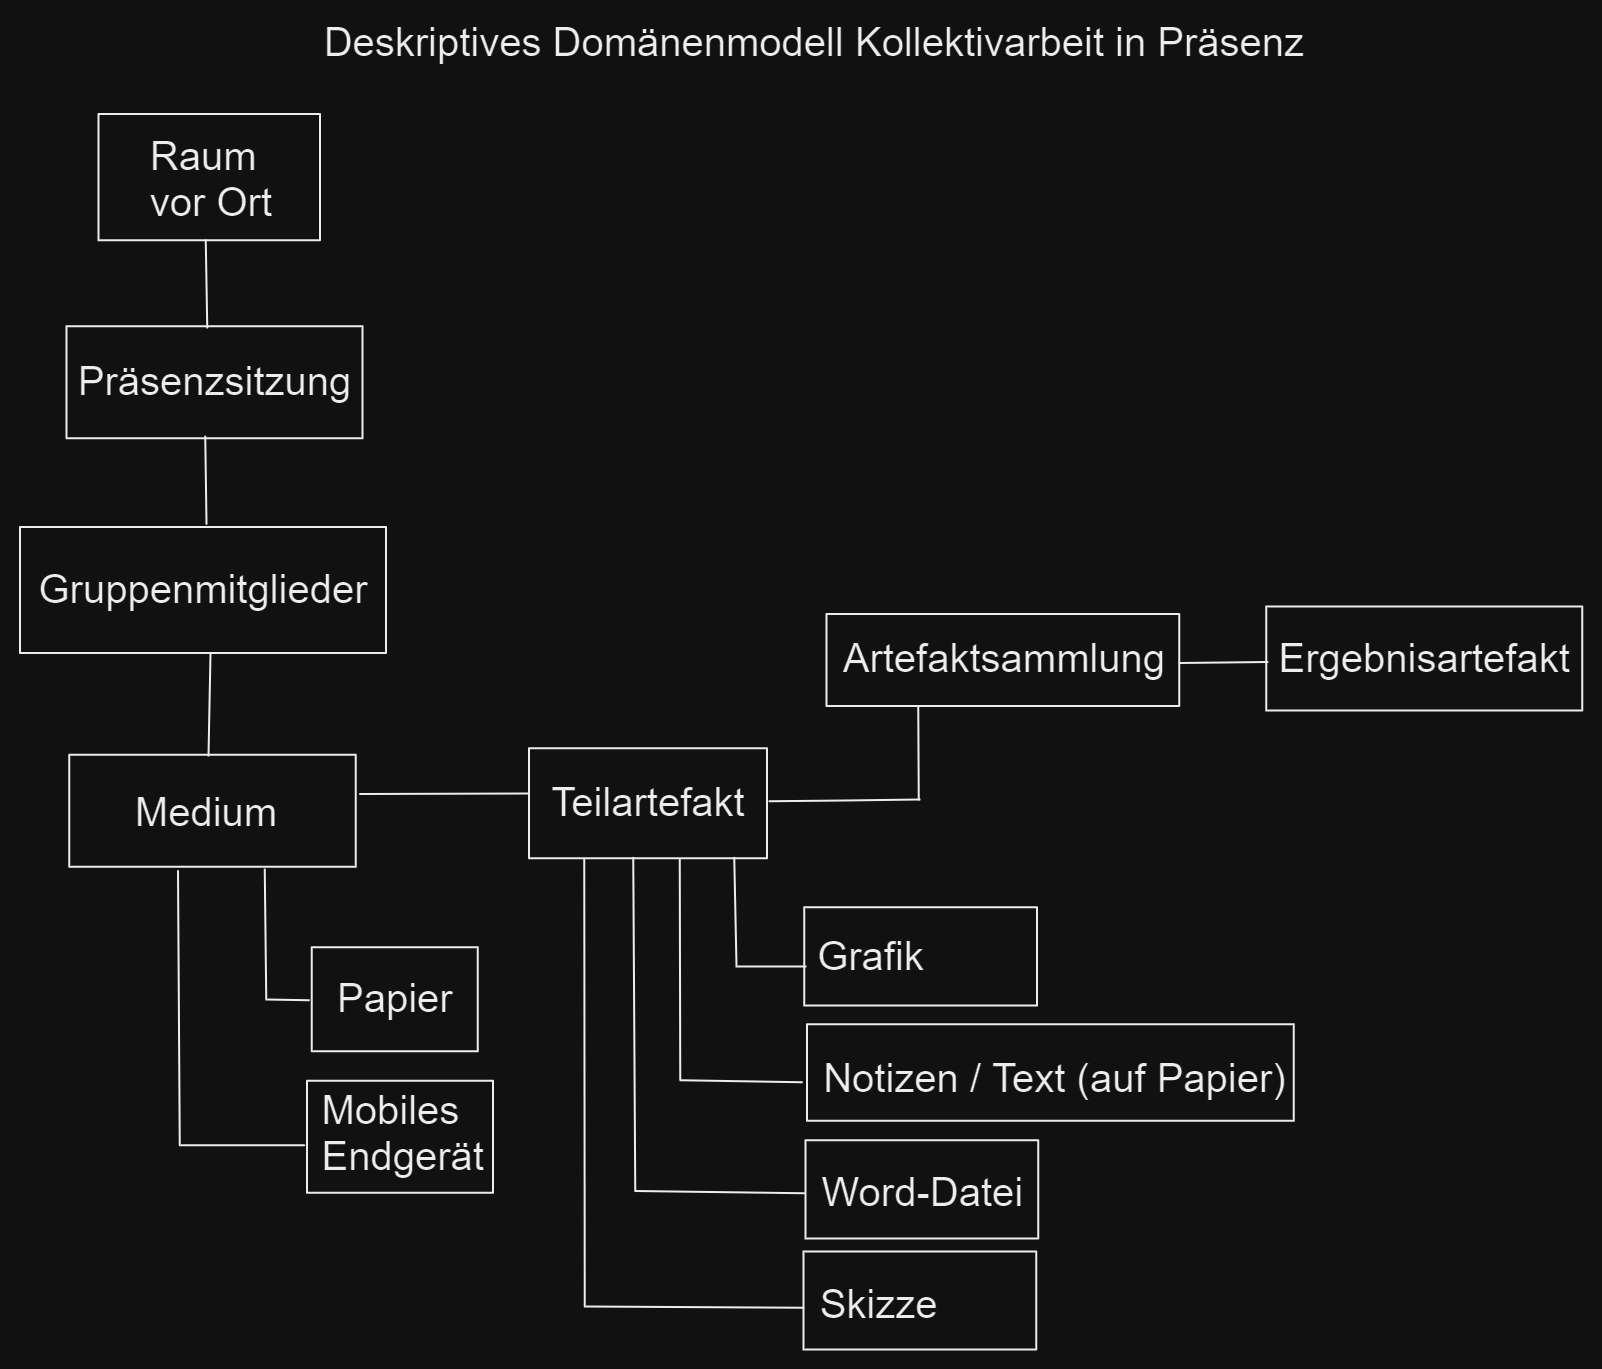 Deskriptives Domänenmodell Kollektivarbeit in Präsenz
Raum
vor Ort
Präsenzsitzung
Gruppenmitglieder
Artefaktsammlung
Ergebnisartefakt
Medium
Teilartefakt
Papier
Mobiles
Endgerät
Grafik
Notizen / Text (auf Papier)
Word-Datei
Skizze